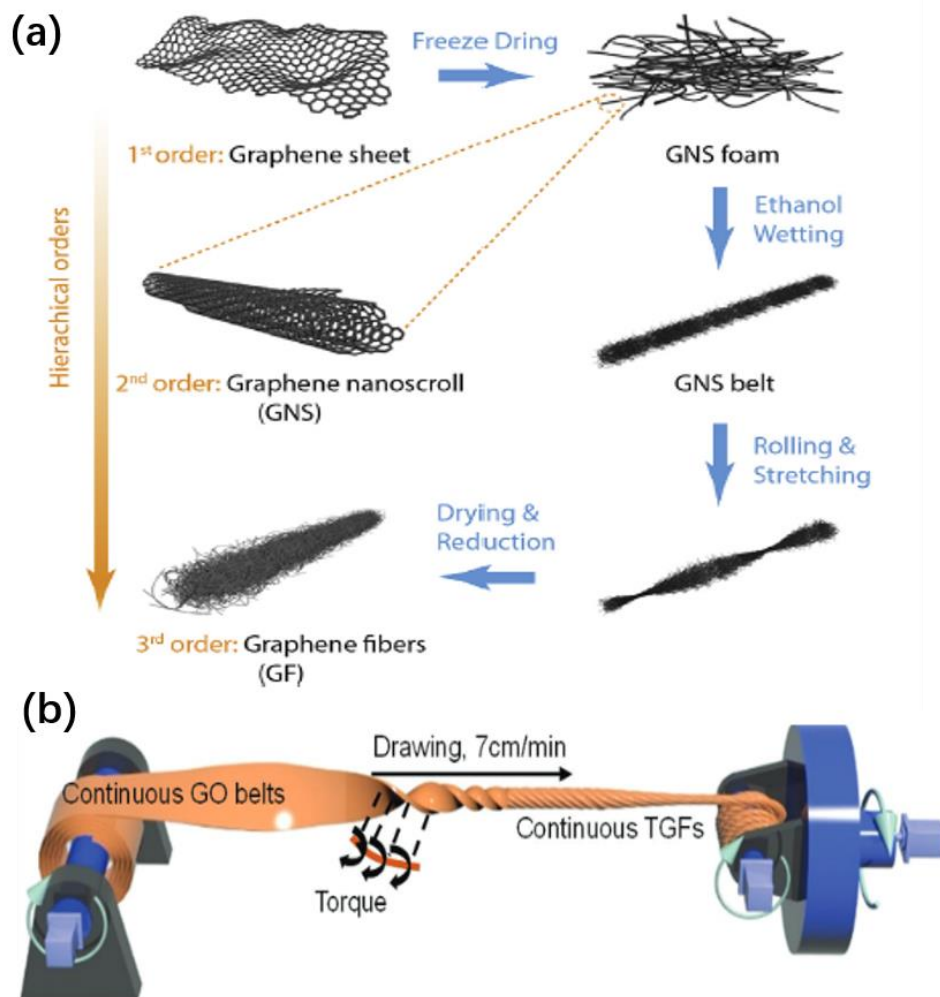 (a)
Freeze Dring
1st order: Graphene sheet
GNS foam
Ethanol
Wetting
Hierachical orders
2nd order: Graphene nanoscroll
(GNS)
GNS belt
Rolling &
Stretching
Drying &
Reduction
3rd order: Graphene fibers
(GF)
(b)
Drawing, 7cm/min
Continuous GO belts
Continuous TGFs
Torque